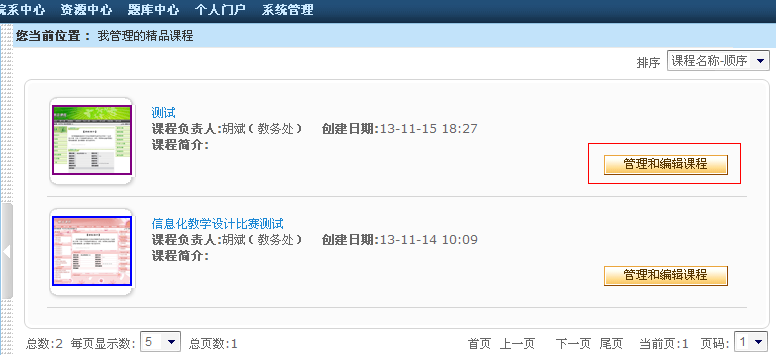 院系中心 资源中心 题库中心 个人门户 系统管理
您当前位置： 我管理的精品课程
排序 课程名称-顺序
测试
课程负责人:胡斌（教务处） 创建日期:13-11-15 18:27
课程简介:
管理和编辑课程
信息化教学设计比赛测试
课程负责人:胡斌（教务处） 创建日期:13-11-14 10:09
课程简介:
管理和编辑课程
总数:2 每页显示数: 5 总页数:1 首页 上一页 下一页 尾页 当前页:1 页码: 1